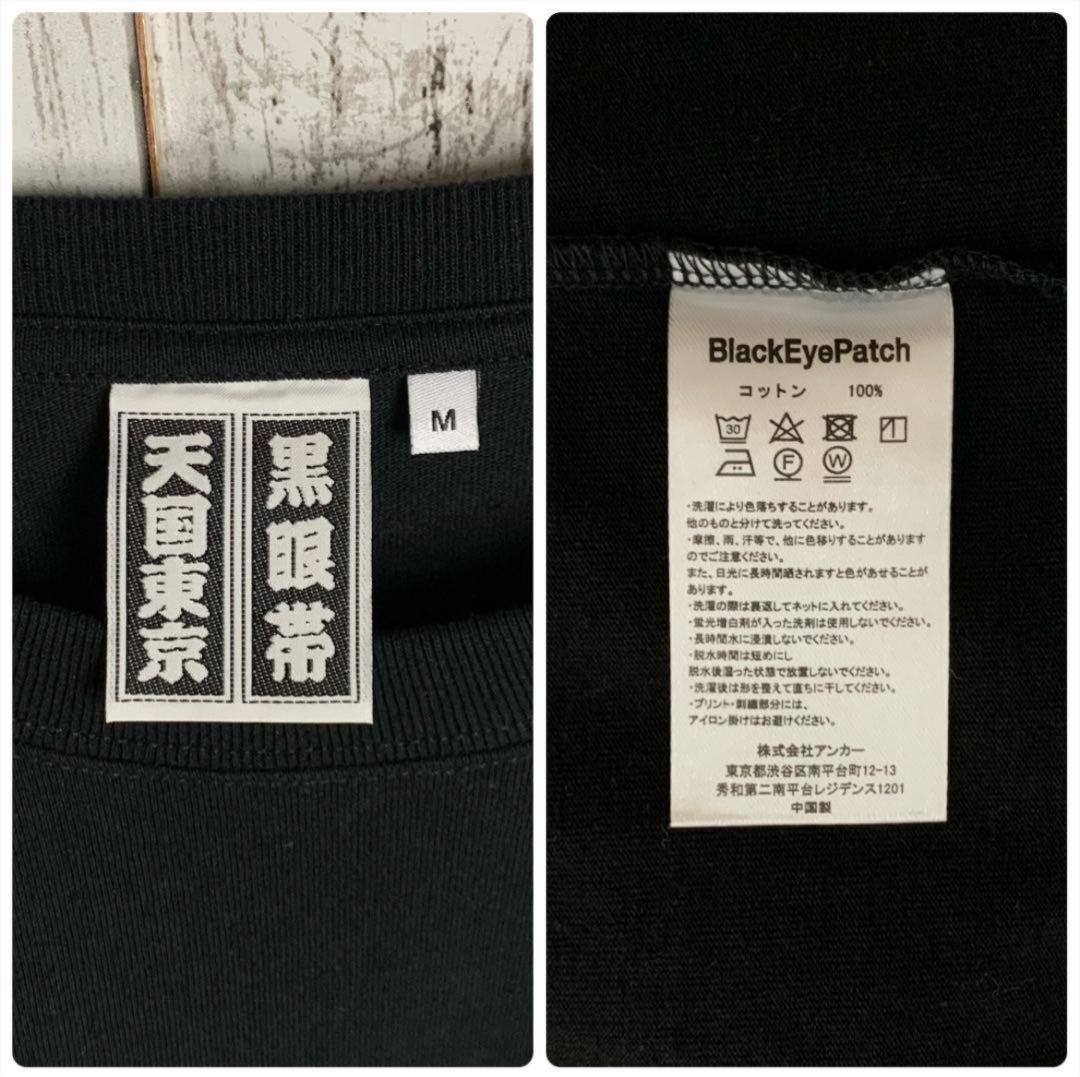 黒眼帯
天国東京
M
BlackEyePatch
コットン 100%
30
F W
・洗濯により色落ちすることがあります。
他のものと分けて洗ってください。
・摩擦、雨、汗等で、他に色移りすることがあります
のでご注意ください。
また、日光に長時間晒されますと色があせることが
あります。
・洗濯の際は裏返してネットに入れてください。
・蛍光増白剤が入った洗剤は使用しないでください。
・長時間水に浸漬しないでください。
・脱水時間は短めにし
脱水後湿った状態で放置しないでください。
・洗濯後は形を整えて直ちに干してください。
・プリント・刺繍部分には、
アイロン掛けはお避けください。
株式会社アンカー
東京都渋谷区南平台町12-13
秀和第二南平台レジデンス1201
中国製